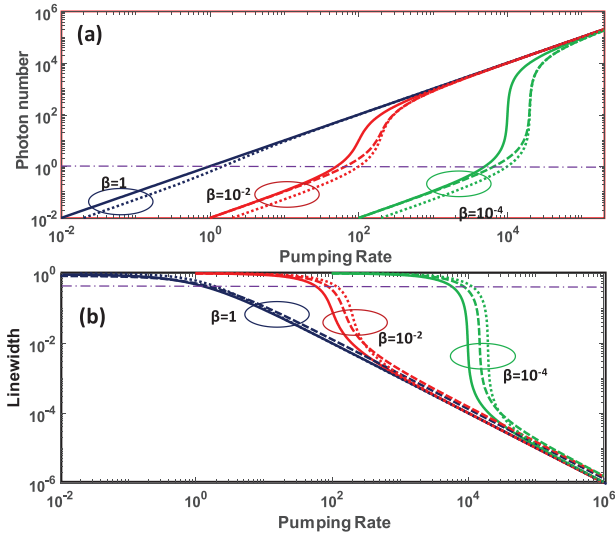 (a)
Photon number
10^6
10^4
10^2
10^0
10^-2
β=1
β=10^-2
β=10^-4
10^-2
10^0
10^2
10^4
Pumping Rate
(b)
Linewidth
10^0
10^-2
10^-4
10^-6
β=1
β=10^-2
β=10^-4
10^-2
10^0
10^2
10^4
10^6
Pumping Rate